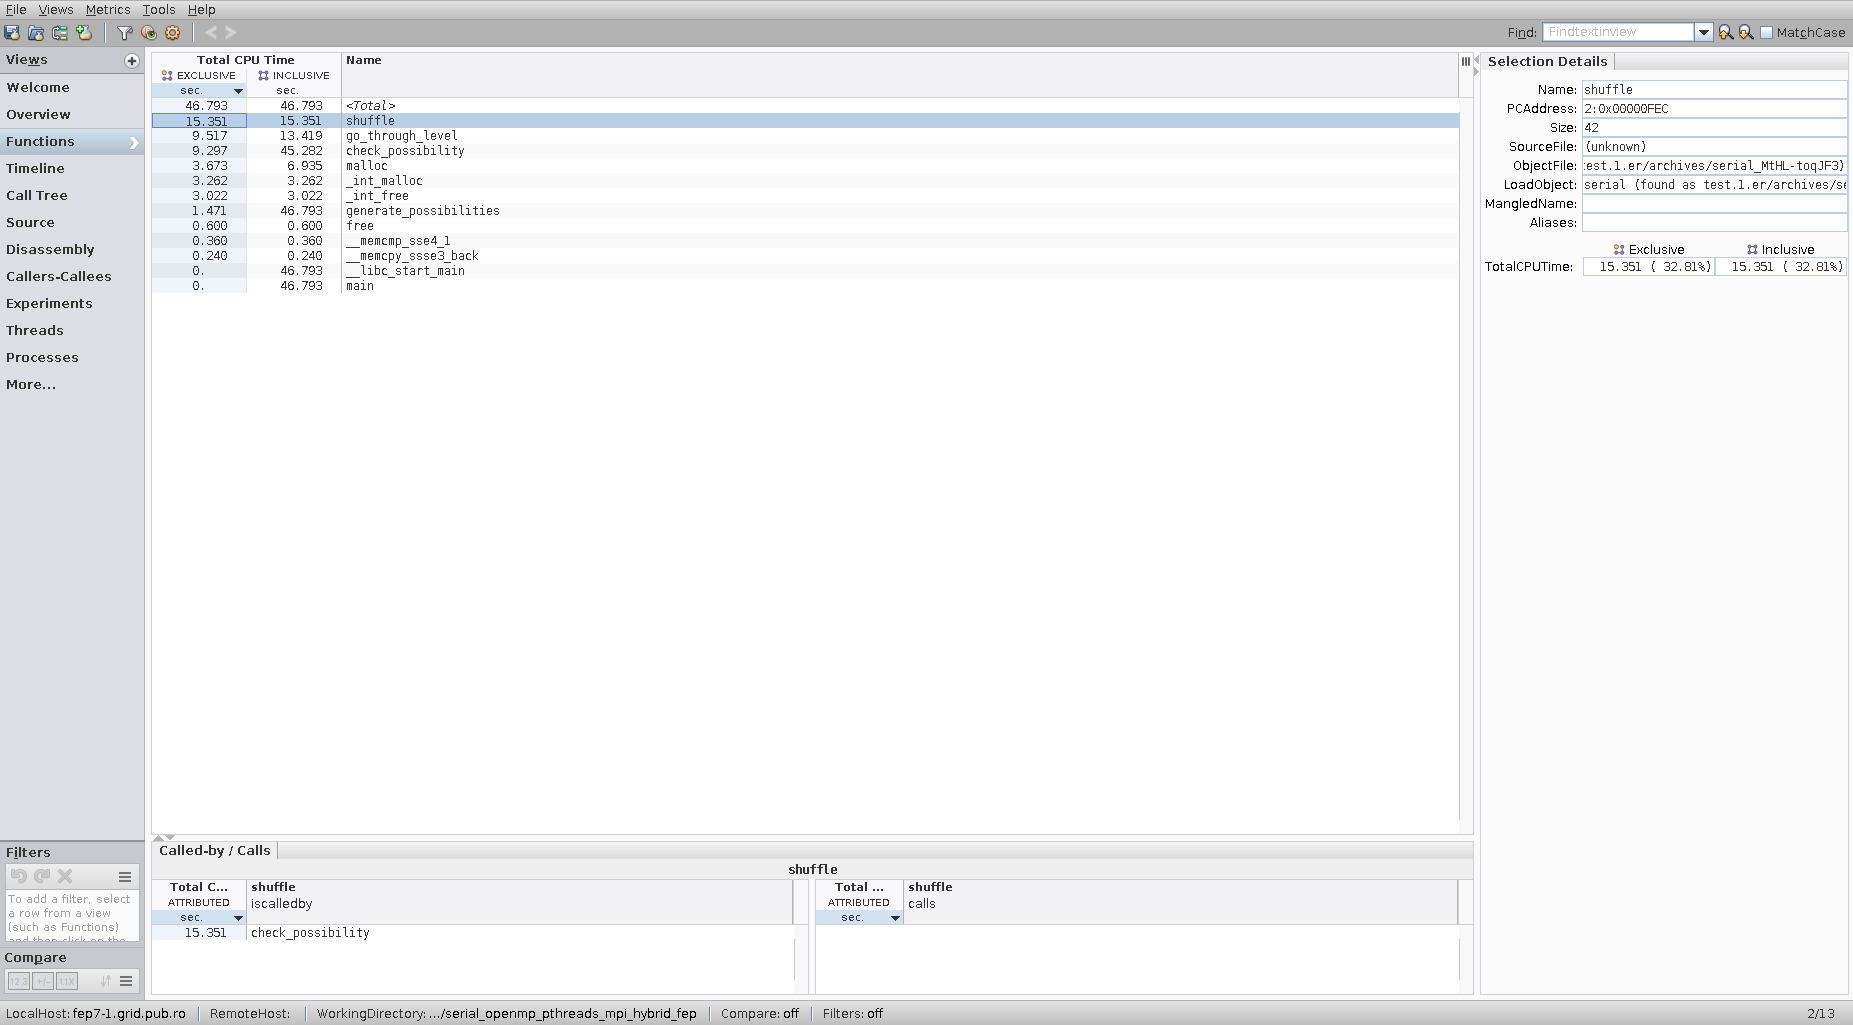 File Views Metrics Tools Help
Find: Findtextinview MatchCase
Views
Welcome
Overview
Functions
Timeline
Call Tree
Source
Disassembly
Callers-Callees
Experiments
Threads
Processes
More...
Total CPU Time Name
EXCLUSIVE INCLUSIVE
sec. sec.
46.793 46.793 <Total>
15.351 15.351 shuffle
9.517 13.419 go_through_level
9.297 45.282 check_possibility
3.673 6.935 malloc
3.262 3.262 _int_malloc
3.022 3.022 _int_free
1.471 46.793 generate_possibilities
0.600 0.600 free
0.360 0.360 __memcmp_sse4_1
0.240 0.240 __memcpy_ssse3_back
0. 46.793 __libc_start_main
0. 46.793 main
Selection Details
Name: shuffle
PCAddress: 2:0x00000FEC
Size: 42
SourceFile: (unknown)
ObjectFile: test.1.er/archives/serial_MtHL-toqJF3)
LoadObject: serial (found as test.1.er/archives/se
MangledName:
Aliases:
Exclusive Inclusive
TotalCPUTime: 15.351 ( 32.81%) 15.351 ( 32.81%)
Filters
To add a filter, select
a row from a view
(such as Functions)
and then click on the
Compare
12.3 +/- 1.1X
Called-by / Calls
shuffle
Total C... shuffle
ATTRIBUTED iscalledby
sec.
15.351 check_possibility
Total ... shuffle
ATTRIBUTED calls
sec.
LocalHost: fep7-1.grid.pub.ro RemoteHost: WorkingDirectory: .../serial_openmp_pthreads_mpi_hybrid_fep Compare: off Filters: off 2/13